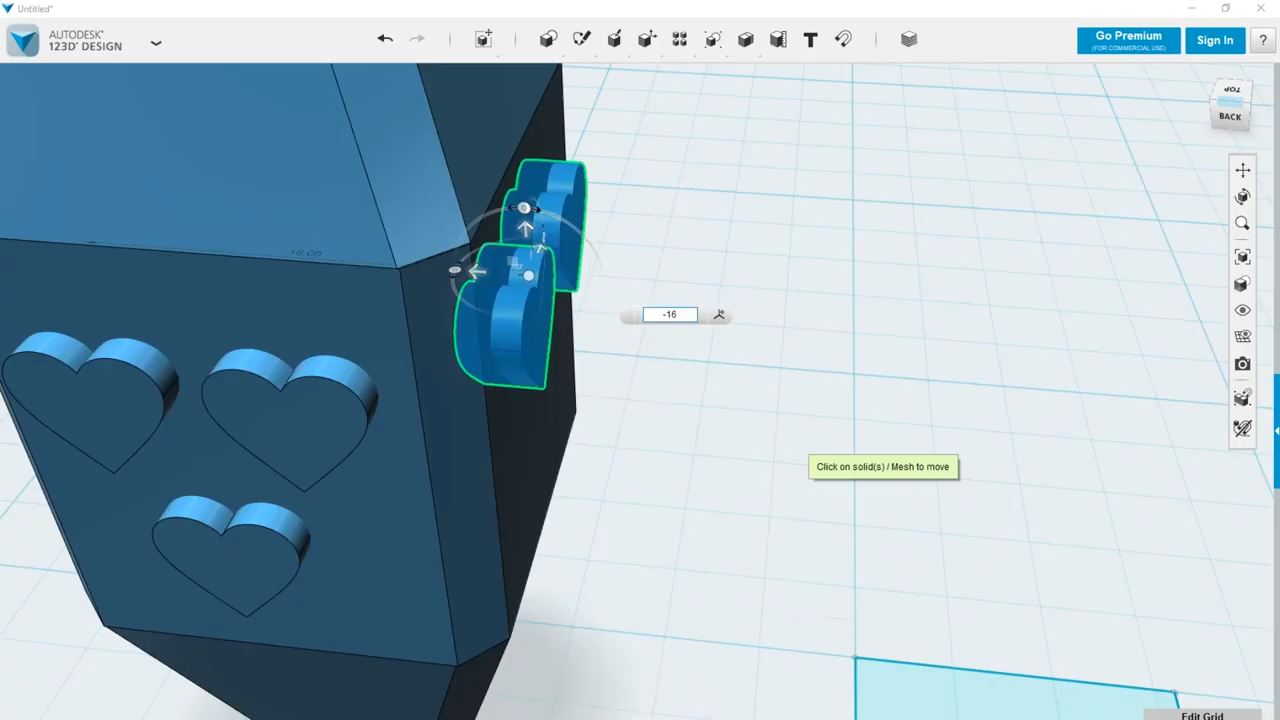 Untitled*
AUTODESK
123D® DESIGN
Go Premium
(FOR COMMERCIAL USE)
Sign In
?
TOP
BACK
-16
Click on solid(s) / Mesh to move
Edit Grid